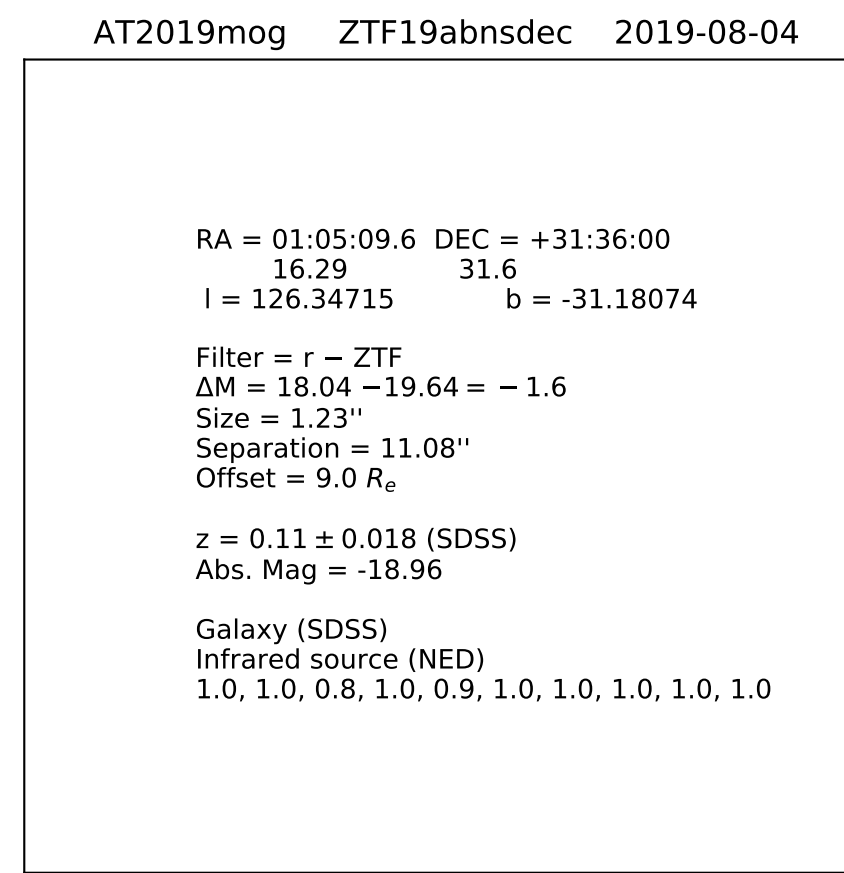 AT2019mog ZTF19abnsdec 2019-08-04
RA = 01:05:09.6 DEC = +31:36:00
16.29 31.6
l = 126.34715 b = -31.18074
Filter = r − ZTF
ΔM = 18.04 −19.64 = − 1.6
Size = 1.23''
Separation = 11.08''
Offset = 9.0 Re
z = 0.11 ± 0.018 (SDSS)
Abs. Mag = -18.96
Galaxy (SDSS)
Infrared source (NED)
1.0, 1.0, 0.8, 1.0, 0.9, 1.0, 1.0, 1.0, 1.0, 1.0